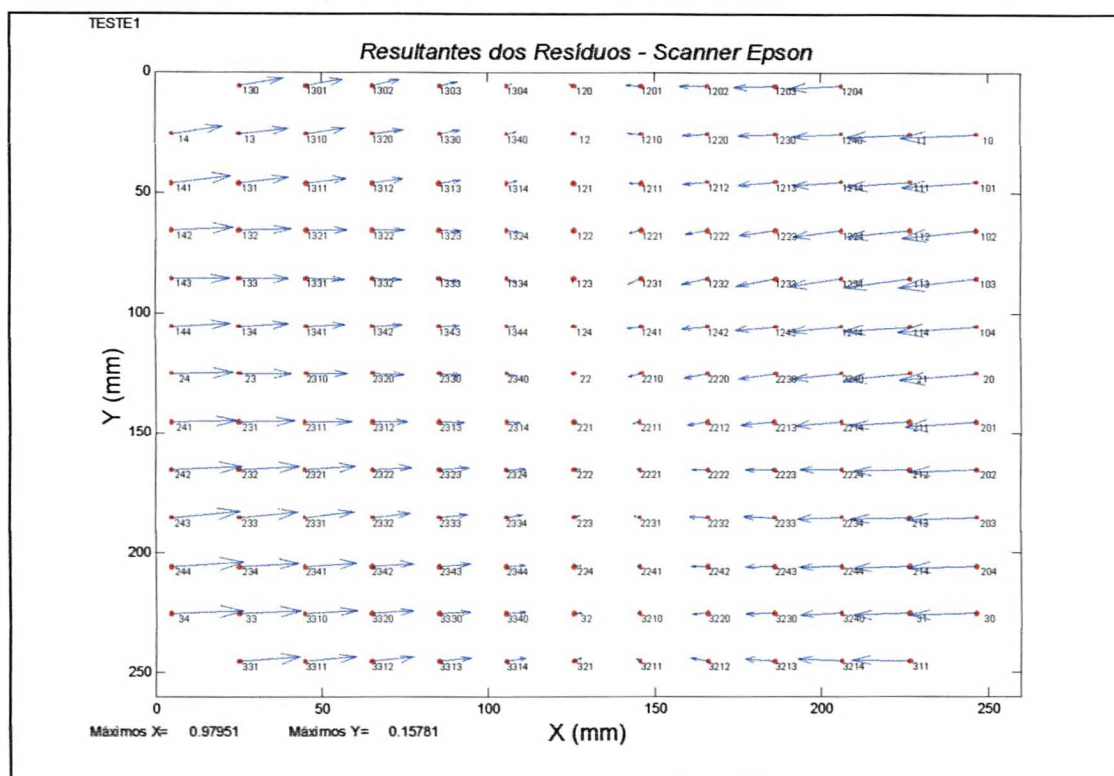 TESTE1
Resultantes dos Resíduos - Scanner Epson
0
130 1301 1302 1303 1304 120 1201 1202 1203 1204
14 13 1310 1320 1330 1340 12 1210 1220 1230 1240 11 10
50
141 131 1311 1312 1313 1314 121 1211 1212 1213 1214 111 101
142 132 1321 1322 1323 1324 122 1221 1222 1223 1224 112 102
143 133 1331 1332 1333 1334 123 1231 1232 1233 1234 113 103
100
144 134 1341 1342 1343 1344 124 1241 1242 1243 1244 114 104
24 23 2310 2320 2330 2340 22 2210 2220 2230 2240 21 20
Y (mm)
150
241 231 2311 2312 2313 2314 221 2211 2212 2213 2214 211 201
242 232 2321 2322 2323 2324 222 2221 2222 2223 2224 212 202
243 233 2331 2332 2333 2334 223 2231 2232 2233 2234 213 203
200
244 234 2341 2342 2343 2344 224 2241 2242 2243 2244 214 204
34 33 3310 3320 3330 3340 32 3210 3220 3230 3240 31 30
250
331 3311 3312 3313 3314 321 3211 3212 3213 3214 311
0 50 100 150 200 250
X (mm)
Máximos X= 0.97951 Máximos Y= 0.15781